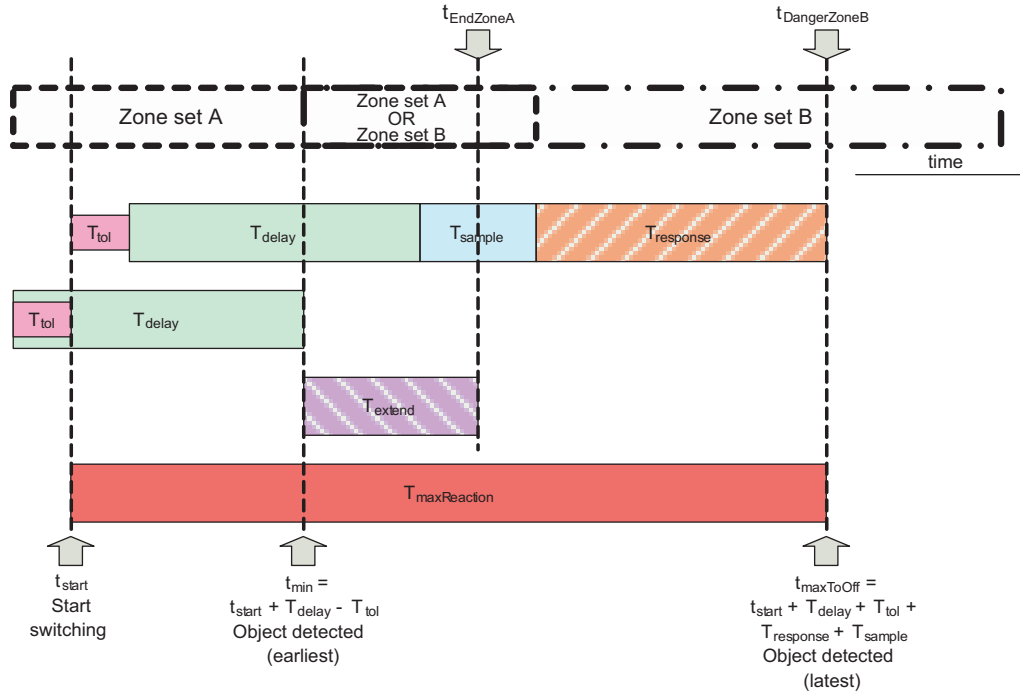 tEndZoneA
tDangerZoneB
Zone set A
Zone set A
OR
Zone set B
Zone set B
time
Ttol
Tdelay
Tsample
Tresponse
Ttol
Tdelay
Textend
TmaxReaction
tstart
Start
switching
tmin =
tstart + Tdelay - Ttol
Object detected
(earliest)
tmaxToOff =
tstart + Tdelay + Ttol +
Tresponse + Tsample
Object detected
(latest)